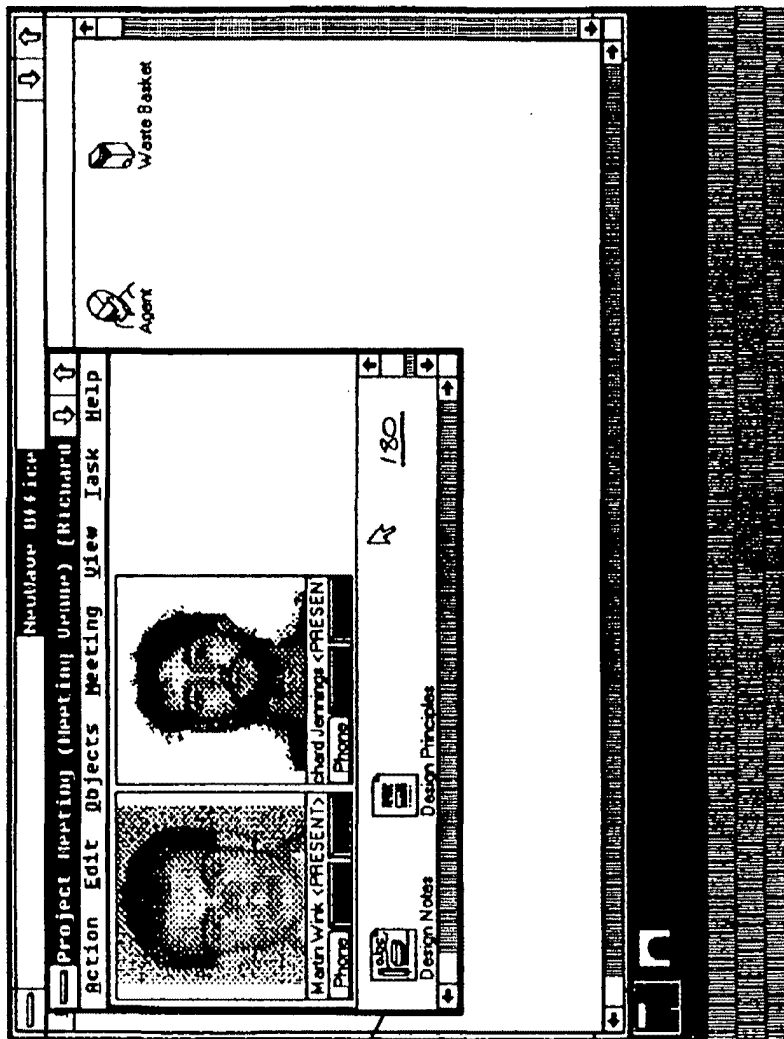 NewWave Office
Project Meeting (Meeting Venue) [Richard
Action Edit Objects Meeting View Task Help
Martin Wink <PRESENT>
chard Jennings <PRESEN
Phone
Phone
180
Design Notes
Design Principles
Agent
Waste Basket